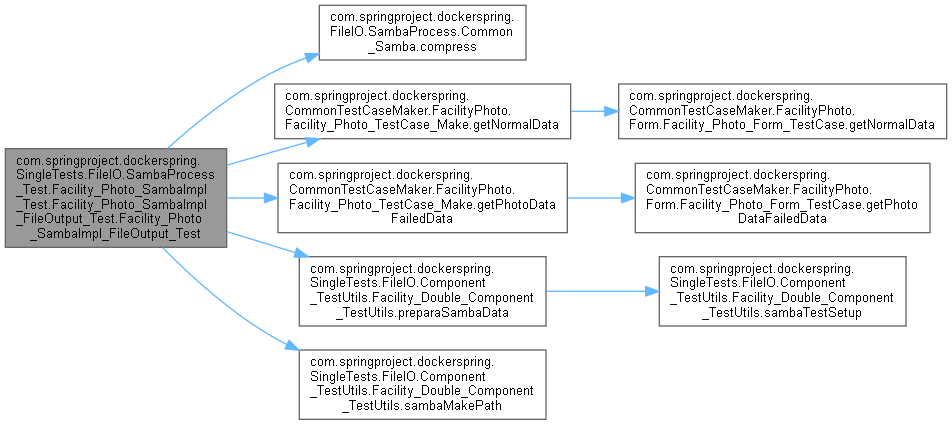 com.springproject.dockerspring.
FileIO.SambaProcess.Common
_Samba.compress
com.springproject.dockerspring.
CommonTestCaseMaker.FacilityPhoto.
Facility_Photo_TestCase_Make.getNormalData
com.springproject.dockerspring.
CommonTestCaseMaker.FacilityPhoto.
Form.Facility_Photo_Form_TestCase.getNormalData
com.springproject.dockerspring.
SingleTests.FileIO.SambaProcess
_Test.Facility_Photo_SambaImpl
_Test.Facility_Photo_SambaImpl
_FileOutput_Test.Facility_Photo
_SambaImpl_FileOutput_Test
com.springproject.dockerspring.
CommonTestCaseMaker.FacilityPhoto.
Facility_Photo_TestCase_Make.getPhotoData
FailedData
com.springproject.dockerspring.
CommonTestCaseMaker.FacilityPhoto.
Form.Facility_Photo_Form_TestCase.getPhoto
DataFailedData
com.springproject.dockerspring.
SingleTests.FileIO.Component
_TestUtils.Facility_Double_Component
_TestUtils.preparaSambaData
com.springproject.dockerspring.
SingleTests.FileIO.Component
_TestUtils.Facility_Double_Component
_TestUtils.sambaTestSetup
com.springproject.dockerspring.
SingleTests.FileIO.Component
_TestUtils.Facility_Double_Component
_TestUtils.sambaMakePath